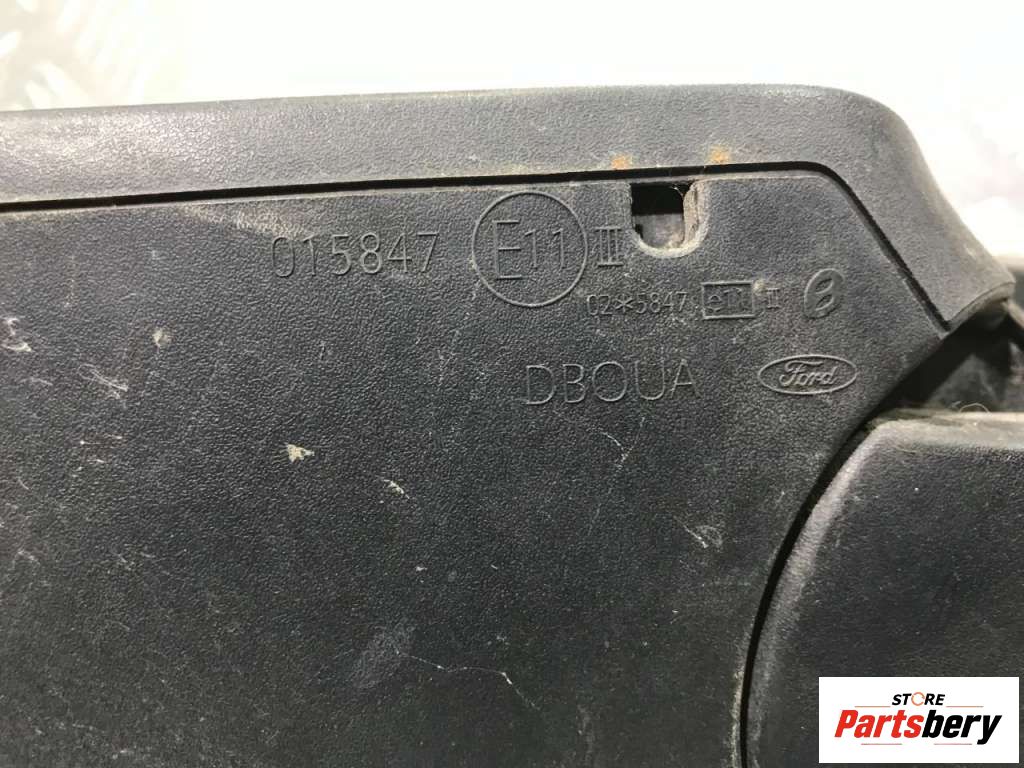 015847 E11 III
02*5847 e11 II
DBOUA Ford
STORE
Partsbery